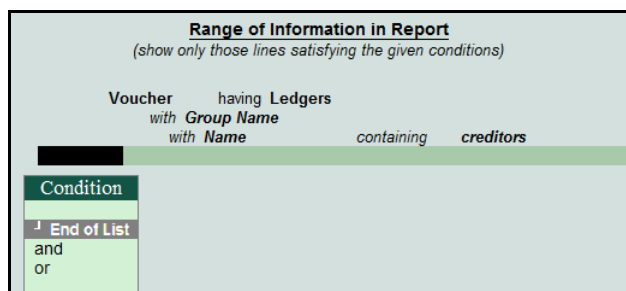 Range of Information in Report
(show only those lines satisfying the given conditions)
Voucher having Ledgers
with Group Name
with Name containing creditors
Condition
┘ End of List
and
or